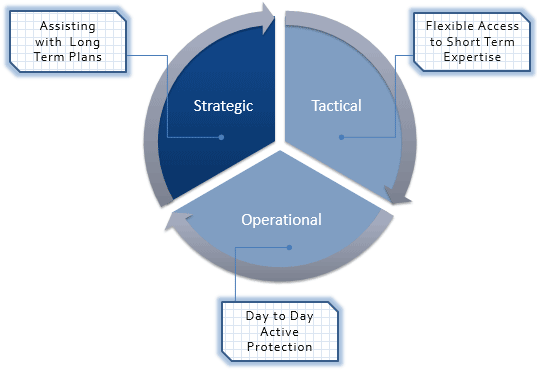 Assisting
with Long
Term Plans
Flexible Access
to Short Term
Expertise
Strategic
Tactical
Operational
Day to Day
Active
Protection